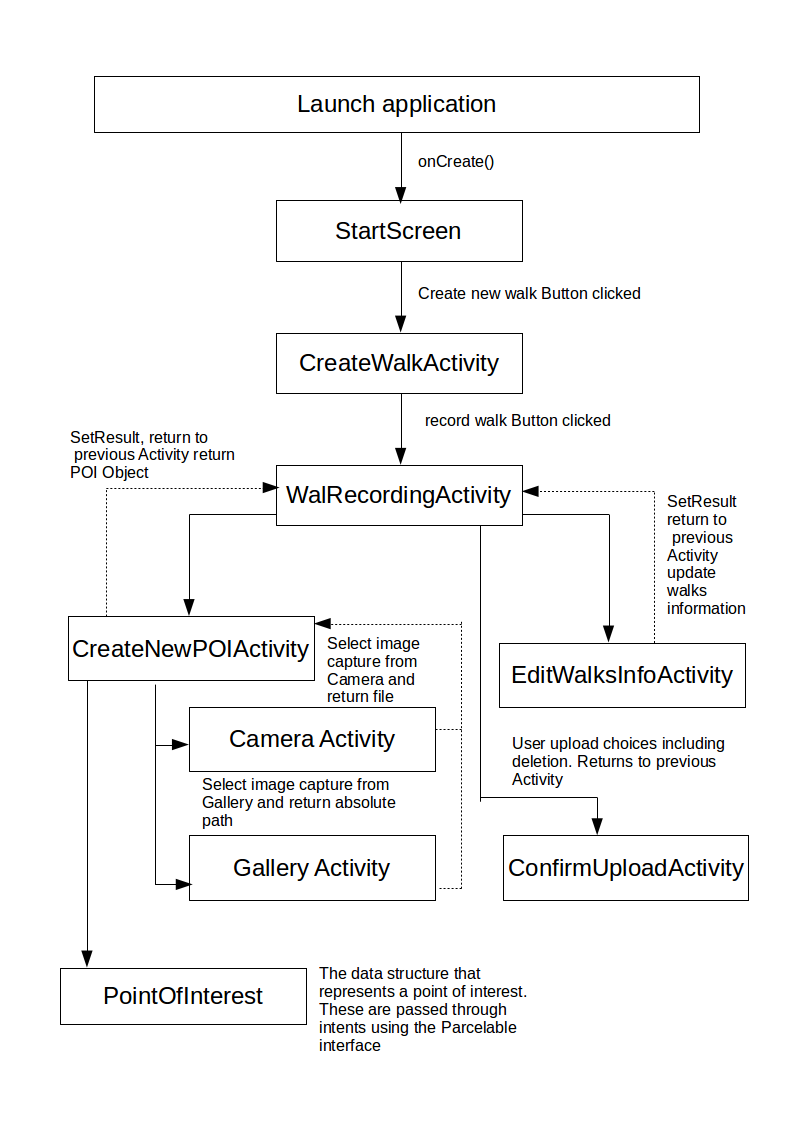 Launch application
onCreate()
StartScreen
Create new walk Button clicked
CreateWalkActivity
record walk Button clicked
SetResult, return to
previous Activity return
POI Object
WalRecordingActivity
SetResult
return to
previous
Activity
update
walks
information
CreateNewPOIActivity
Select image
capture from
Camera and
return file
EditWalksInfoActivity
Camera Activity
User upload choices including
deletion. Returns to previous
Activity
Select image capture from
Gallery and return absolute
path
Gallery Activity
ConfirmUploadActivity
PointOfInterest
The data structure that
represents a point of interest.
These are passed through
intents using the Parcelable
interface